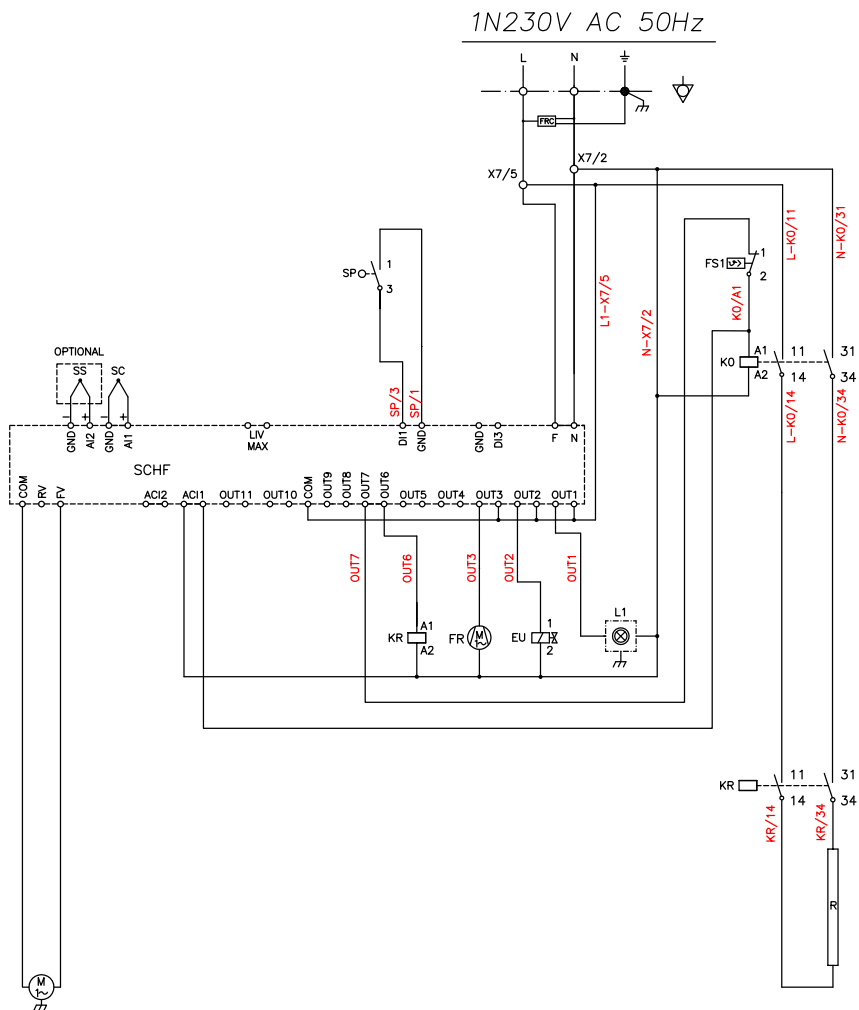 1N230V AC 50Hz
L N
FRC
X7/2
X7/5
L-K0/11
N-K0/31
L1-X7/5
N-X7/2
SP
1
3
SP/3
SP/1
FS1
1
2
K0/A1
K0
A1
A2
11
14
31
34
L-K0/14
N-K0/34
OPTIONAL
SS
SC
- + - +
GND AI2 GND AI1
LIV
MAX
DI1 GND
GND DI3
F N
SCHF
COM RV FV ACI2 ACI1 OUT11 OUT10 COM OUT9 OUT8 OUT7 OUT6 OUT5 OUT4 OUT3 OUT2 OUT1
OUT7
OUT6
OUT3
OUT2
OUT1
KR
A1
A2
FR
M
1~
EU
1
2
L1
KR
11
14
31
34
KR/14
KR/34
R
M
1~